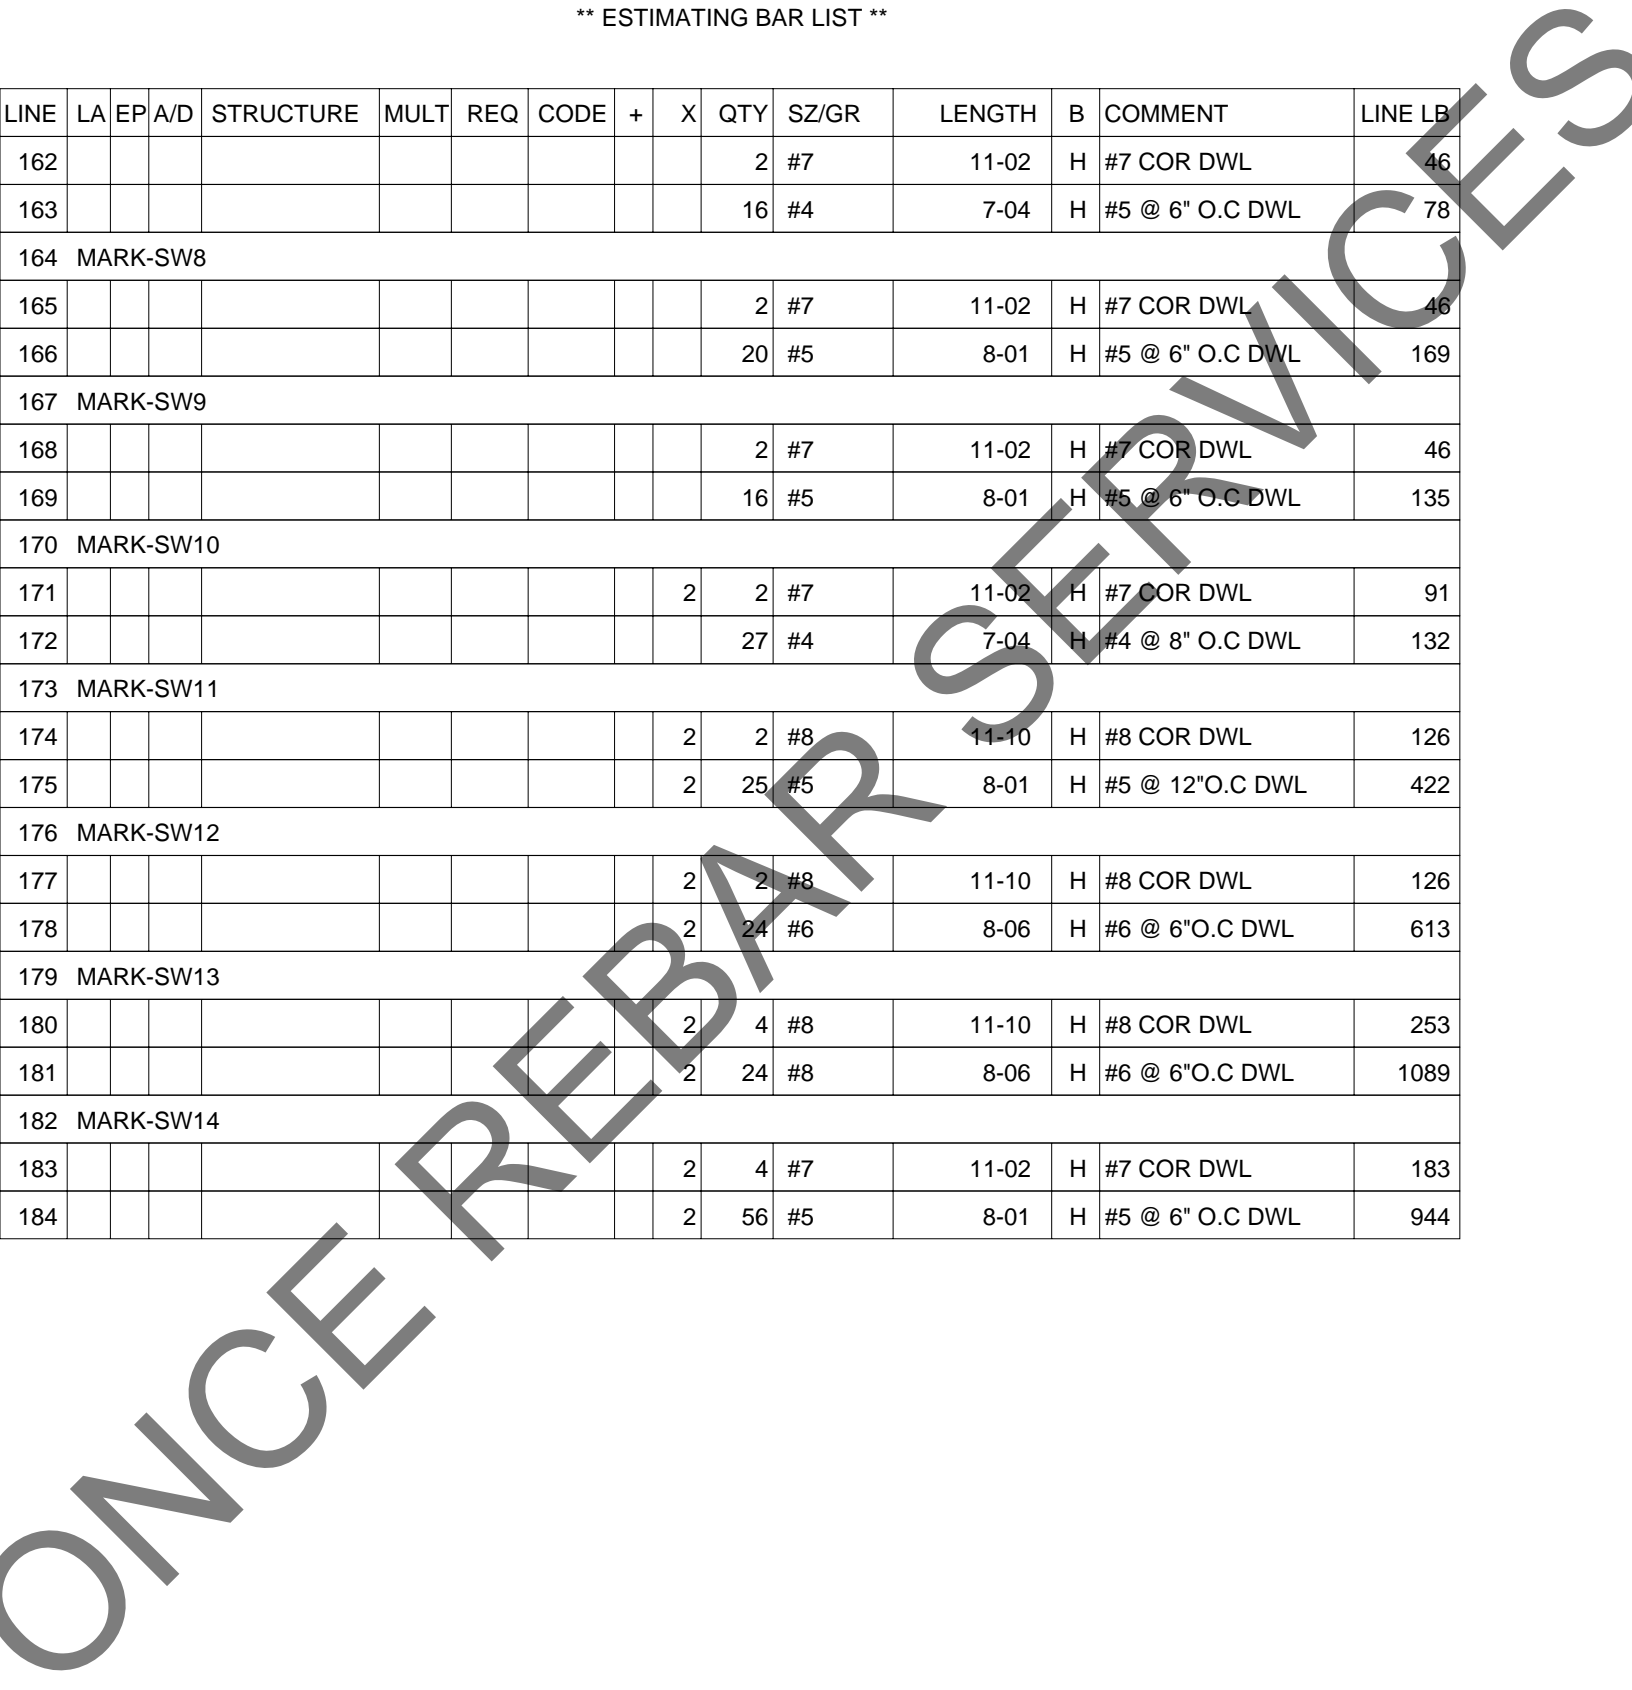 ** ESTIMATING BAR LIST **
LINE LA EP A/D STRUCTURE MULT REQ CODE + X QTY SZ/GR LENGTH B COMMENT LINE LB
162 2 #7 11-02 H #7 COR DWL 46
163 16 #4 7-04 H #5 @ 6" O.C DWL 78
164 MARK-SW8
165 2 #7 11-02 H #7 COR DWL 46
166 20 #5 8-01 H #5 @ 6" O.C DWL 169
167 MARK-SW9
168 2 #7 11-02 H #7 COR DWL 46
169 16 #5 8-01 H #5 @ 6" O.C DWL 135
170 MARK-SW10
171 2 2 #7 11-02 H #7 COR DWL 91
172 27 #4 7-04 H #4 @ 8" O.C DWL 132
173 MARK-SW11
174 2 2 #8 11-10 H #8 COR DWL 126
175 2 25 #5 8-01 H #5 @ 12"O.C DWL 422
176 MARK-SW12
177 2 2 #8 11-10 H #8 COR DWL 126
178 2 24 #6 8-06 H #6 @ 6"O.C DWL 613
179 MARK-SW13
180 2 4 #8 11-10 H #8 COR DWL 253
181 2 24 #8 8-06 H #6 @ 6"O.C DWL 1089
182 MARK-SW14
183 2 4 #7 11-02 H #7 COR DWL 183
184 2 56 #5 8-01 H #5 @ 6" O.C DWL 944
ONCE REBAR SERVICES